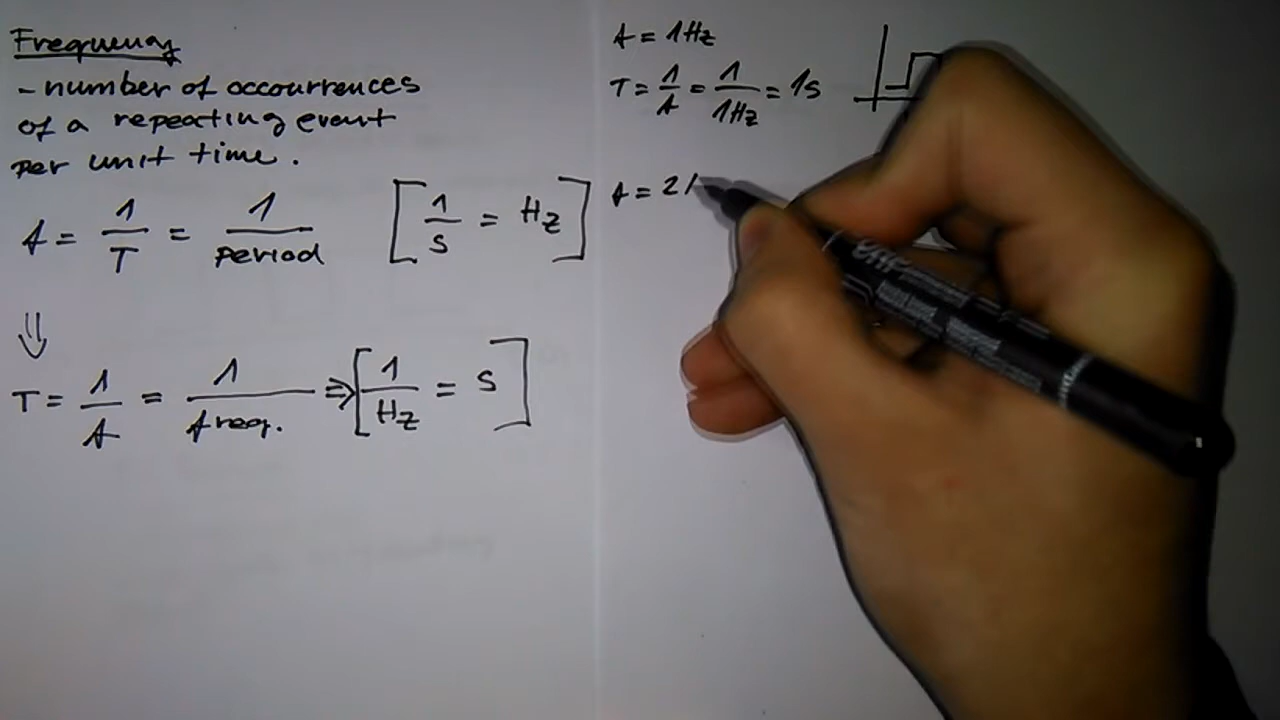 Frequency
- number of occourrences
of a repeating event
per unit time.
f = 1/T = 1/period [1/s = Hz]
⇓
T = 1/f = 1/freq. ⇒ [1/Hz = s]
f = 1Hz
T = 1/f = 1/1Hz = 1s
f = 2